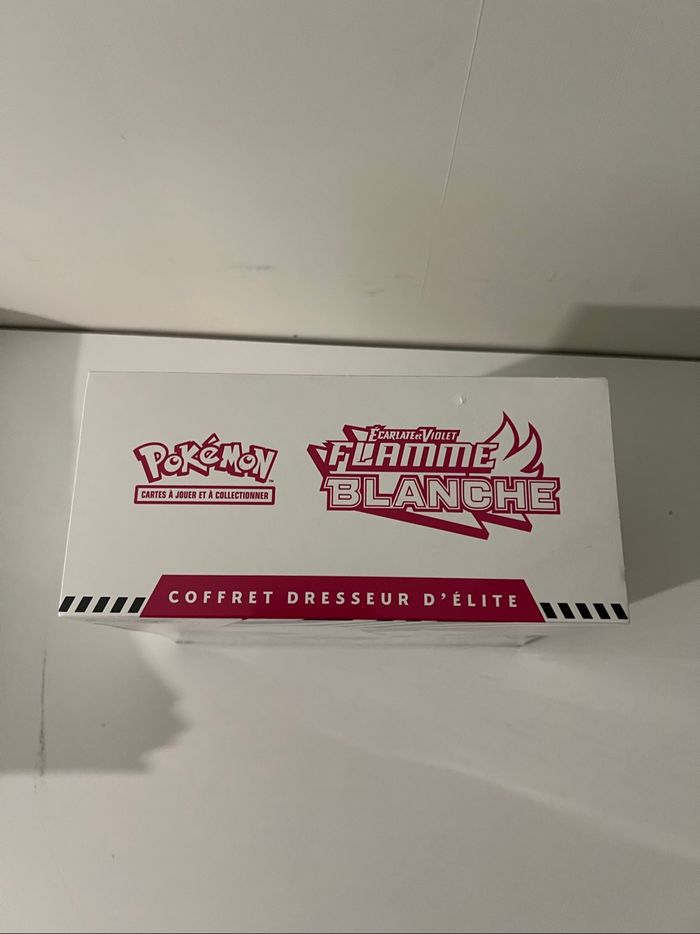 Pokémon
CARTES À JOUER ET À COLLECTIONNER
ÉCARLATE et VIOLET
FLAMME
BLANCHE
COFFRET DRESSEUR D'ÉLITE